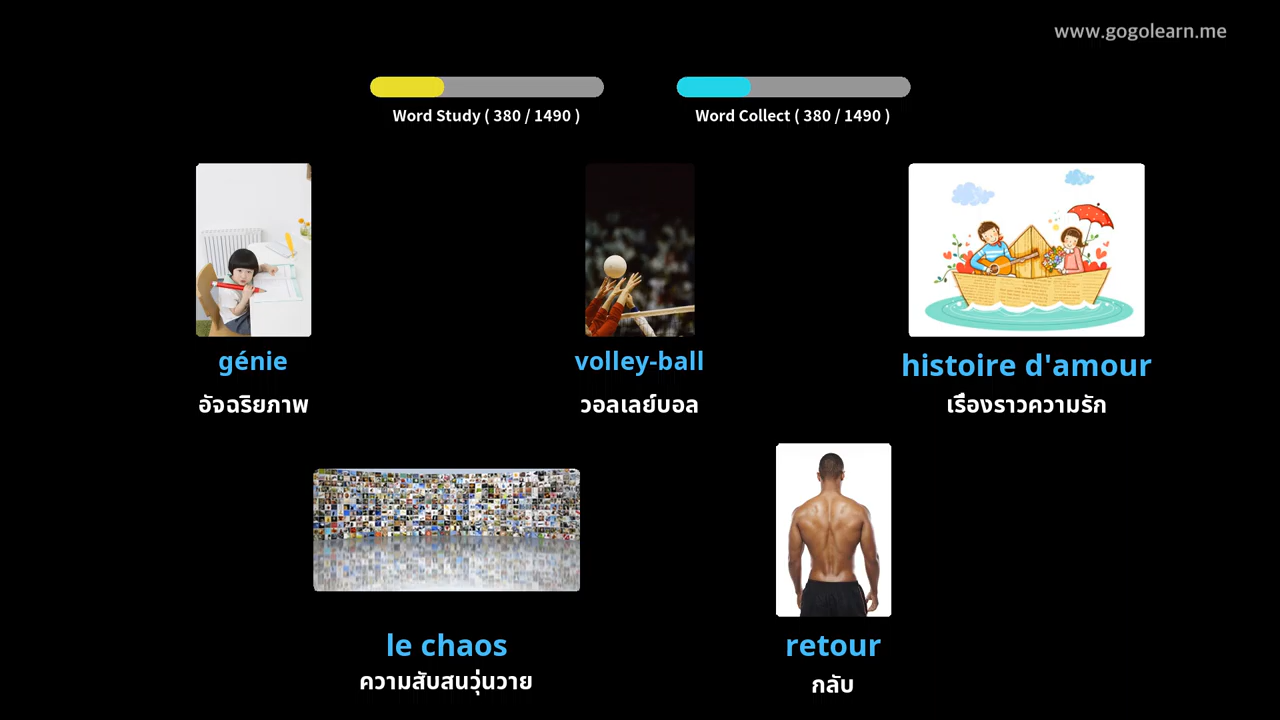 www.gogolearn.me
Word Study ( 380 / 1490 )
Word Collect ( 380 / 1490 )
génie
อัจฉริยภาพ
volley-ball
วอลเลย์บอล
histoire d'amour
เรื่องราวความรัก
le chaos
ความสับสนวุ่นวาย
retour
กลับ